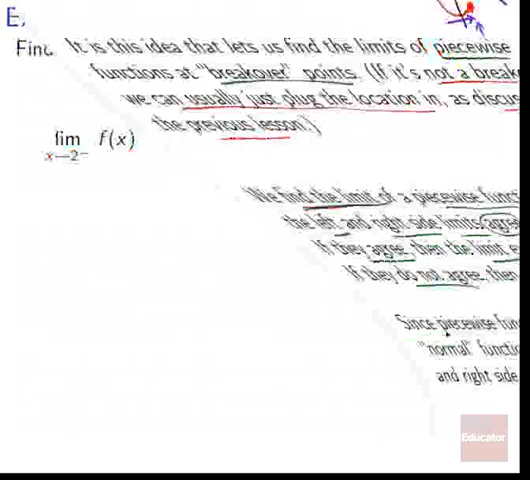 E.
Find It is this idea that lets us find the limits of piecewise
functions at "breakover" points. (If it's not a break
we can usually just plug the location in, as discus
the previous lesson.)
lim f(x)
x→2⁻
We find the limit of a piecewise funct
the left and right side limits agree
If they agree, then the limit e
If they do not agree, then
Since piecewise fun
"normal" functio
and right side
Educator